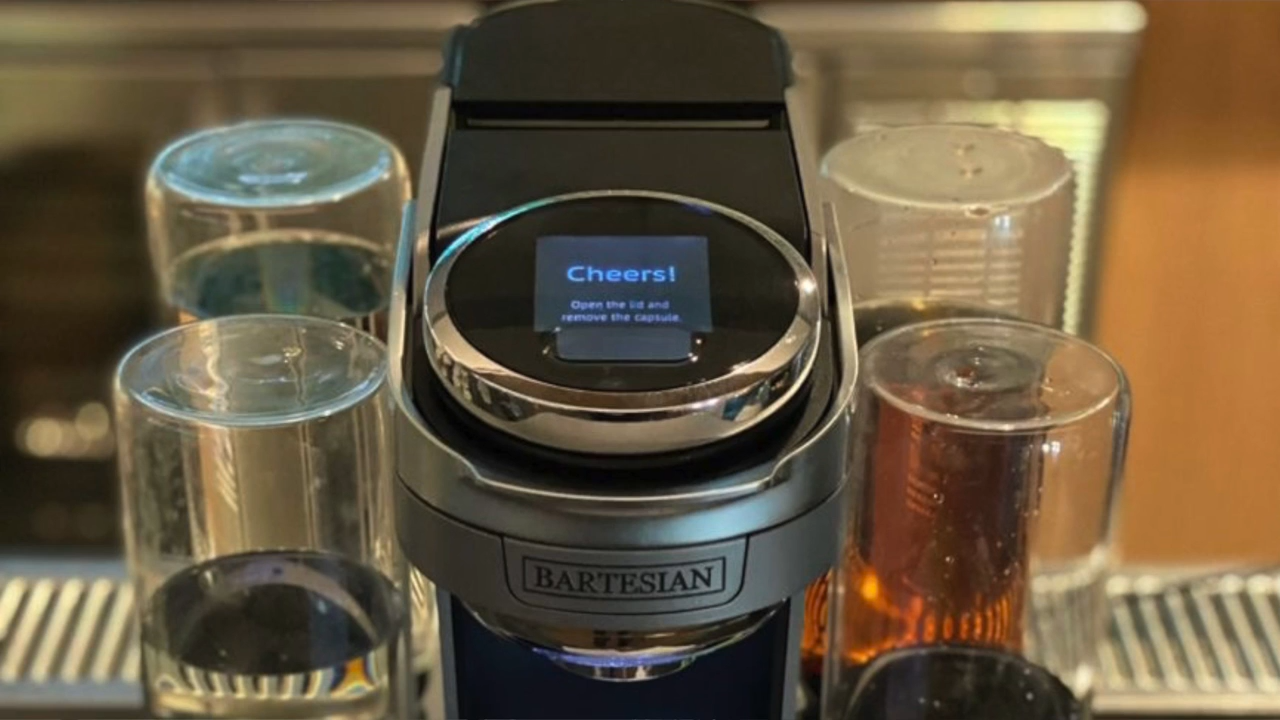 Cheers!
Open the lid and
remove the capsule.
BARTESIAN